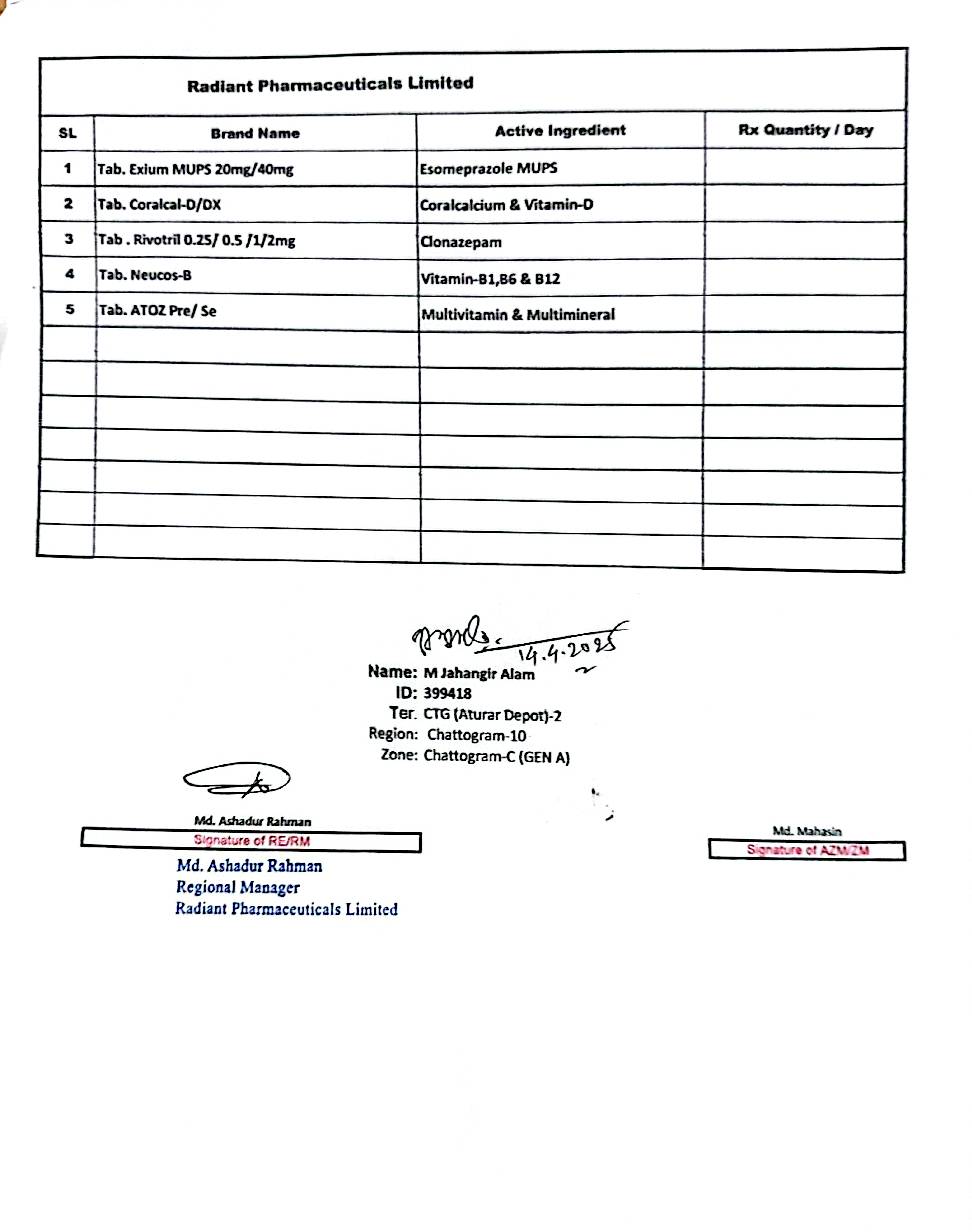 Radiant Pharmaceuticals Limited
SL Brand Name Active Ingredient Rx Quantity / Day
1 Tab. Exium MUPS 20mg/40mg Esomeprazole MUPS
2 Tab. Coralcal-D/DX Coralcalcium & Vitamin-D
3 Tab . Rivotril 0.25/ 0.5 /1/2mg Clonazepam
4 Tab. Neucos-B Vitamin-B1,B6 & B12
5 Tab. ATOZ Pre/ Se Multivitamin & Multimineral
14.4.2025
Name: M Jahangir Alam
ID: 399418
Ter. CTG (Aturar Depot)-2
Region: Chattogram-10
Zone: Chattogram-C (GEN A)
Md. Ashadur Rahman
Signature of RE/RM
Md. Ashadur Rahman
Regional Manager
Radiant Pharmaceuticals Limited
Md. Mahasin
Signature of AZM/ZM